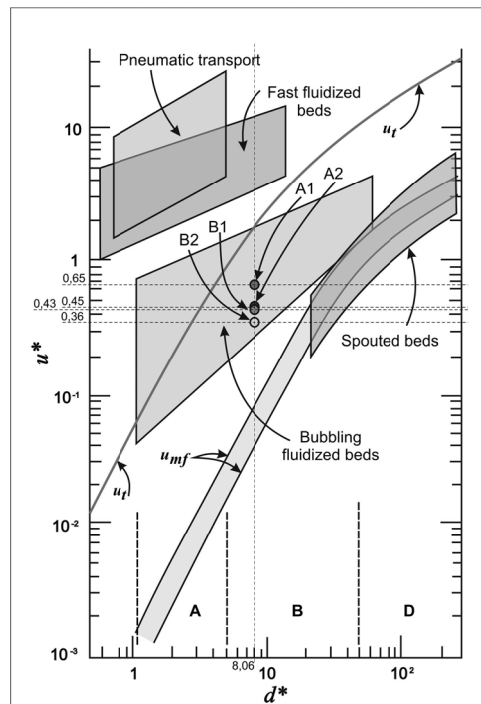 Pneumatic transport
Fast fluidized
beds
10
u_t
A1
A2
B1
B2
1
0,65
0,45
0,43
0,36
u*
Spouted beds
10⁻¹
Bubbling
fluidized beds
u_mf
u_t
10⁻²
A
B
D
10⁻³
1
8,06
10
10²
d*